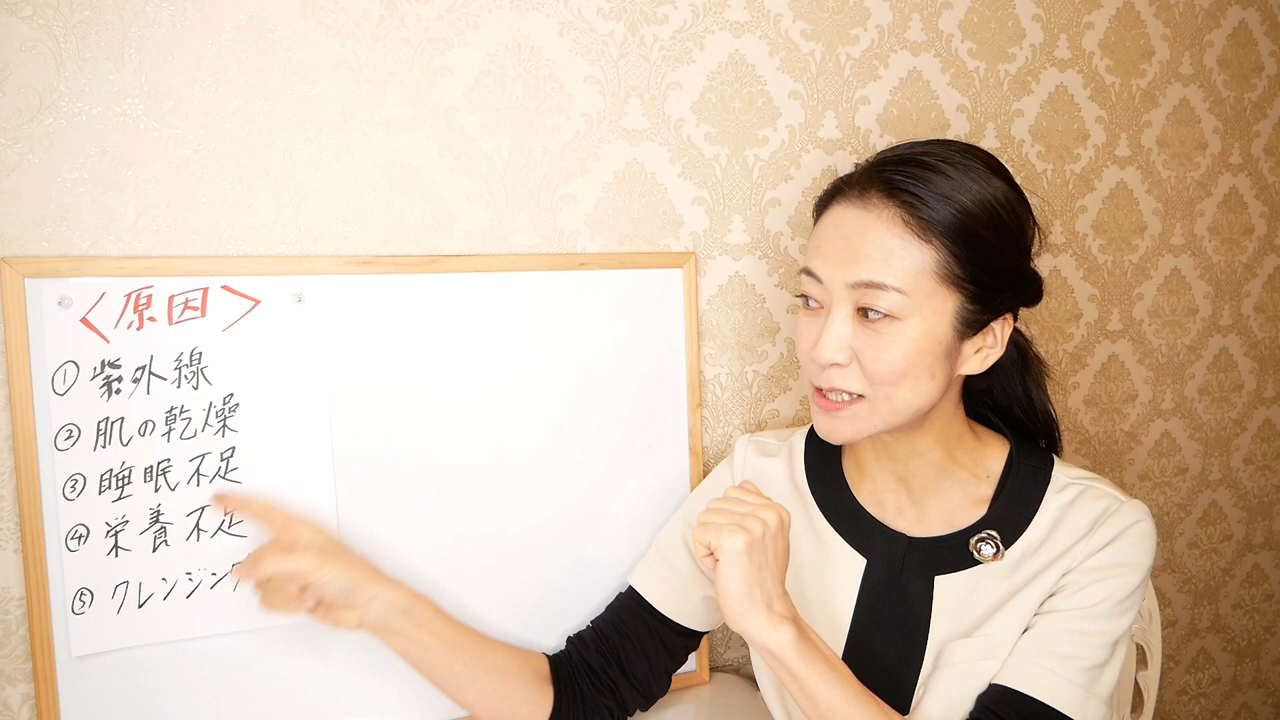 <原因>
① 紫外線
② 肌の乾燥
③ 睡眠不足
④ 栄養不足
⑤ クレンジング